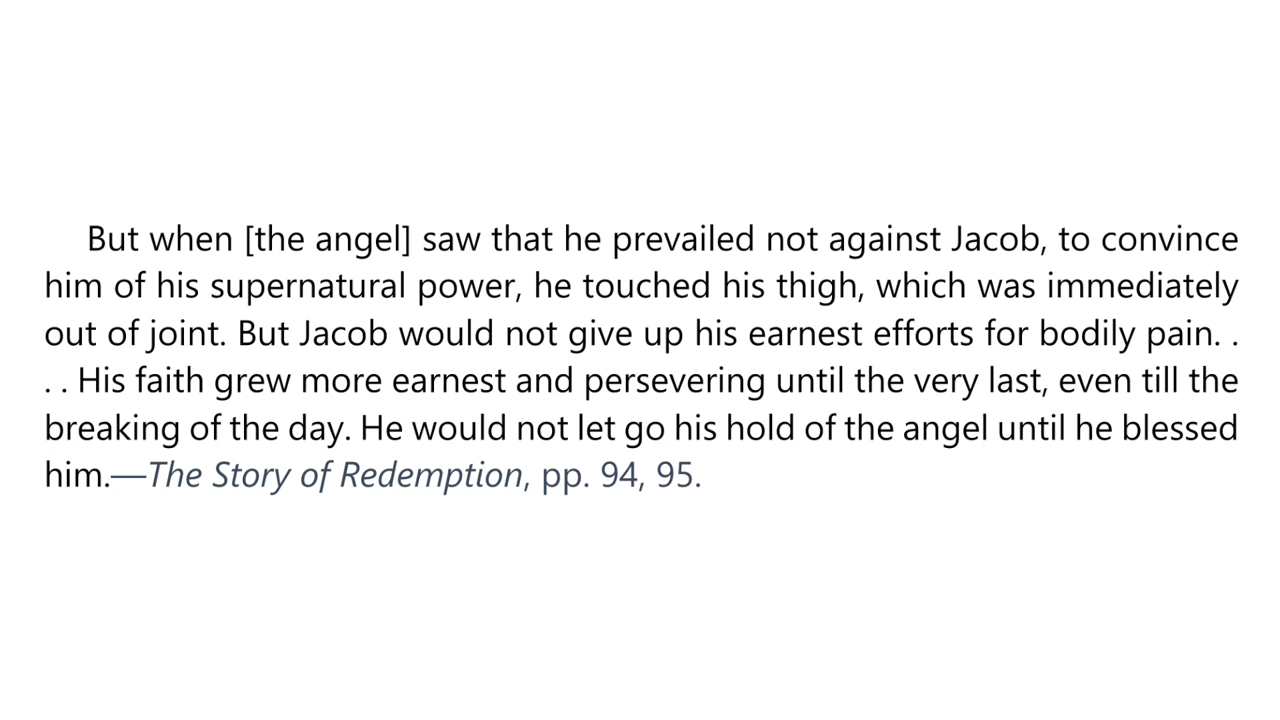 But when [the angel] saw that he prevailed not against Jacob, to convince
him of his supernatural power, he touched his thigh, which was immediately
out of joint. But Jacob would not give up his earnest efforts for bodily pain. .
. . His faith grew more earnest and persevering until the very last, even till the
breaking of the day. He would not let go his hold of the angel until he blessed
him.—The Story of Redemption, pp. 94, 95.